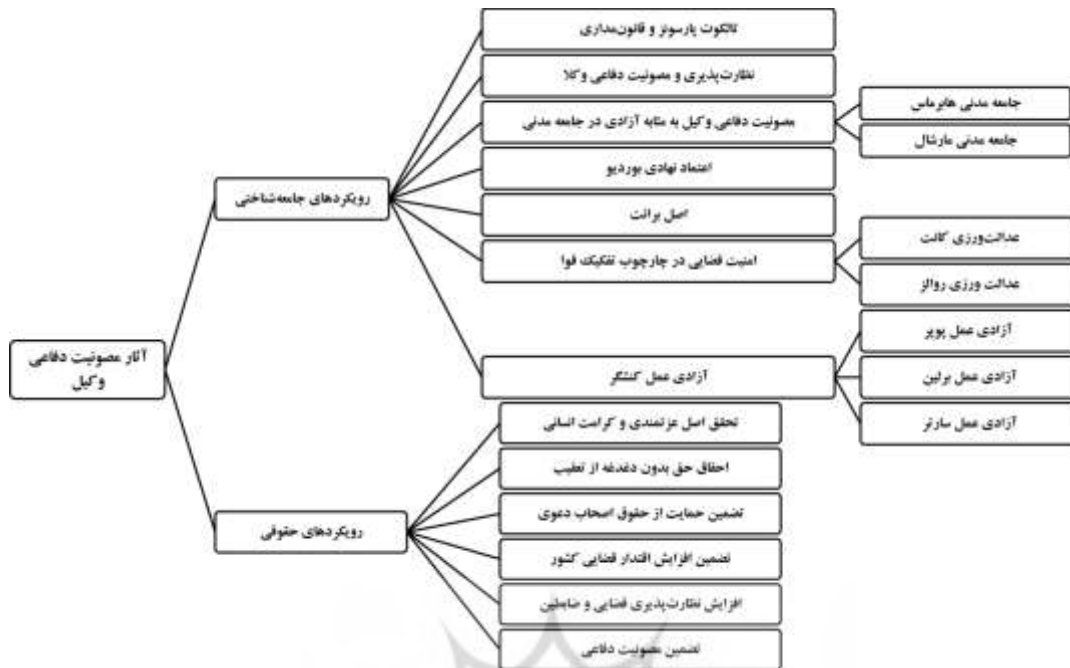 آثار مصونیت دفاعی
وکیل
رویکردهای جامعه‌شناختی
تالکوت پارسونز و قانون‌مداری
نظارت‌پذیری و مصونیت دفاعی وکلا
مصونیت دفاعی وکیل به مثابه آزادی در جامعه مدنی
جامعه مدنی هابرماس
جامعه مدنی مارشال
اعتماد نهادی بوردیو
اصل برائت
امنیت قضایی در چارچوب تفکیک قوا
عدالت‌ورزی کانت
عدالت ورزی روالز
آزادی عمل کنشگر
آزادی عمل پوپر
آزادی عمل برلین
آزادی عمل سارتر
رویکردهای حقوقی
تحقق اصل عزتمندی و کرامت انسانی
احقاق حق بدون دغدغه از تعقیب
تضمین حمایت از حقوق اصحاب دعوی
تضمین افزایش اقتدار قضایی کشور
افزایش نظارت‌پذیری قضایی و ضابطین
تضمین مصونیت دفاعی